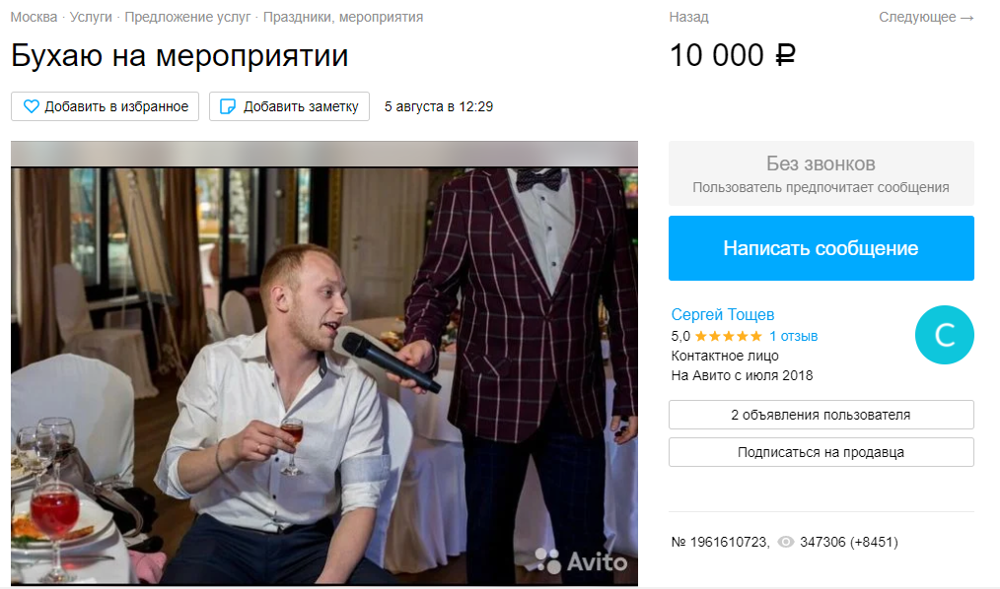 Москва · Услуги · Предложение услуг · Праздники, мероприятия
Назад
Следующее →
Бухаю на мероприятии
10 000 ₽
Добавить в избранное
Добавить заметку
5 августа в 12:29
Без звонков
Пользователь предпочитает сообщения
Написать сообщение
Сергей Тощев
С
5,0 ★★★★★ 1 отзыв
Контактное лицо
На Авито с июля 2018
2 объявления пользователя
Подписаться на продавца
№ 1961610723, 347306 (+8451)
Avito